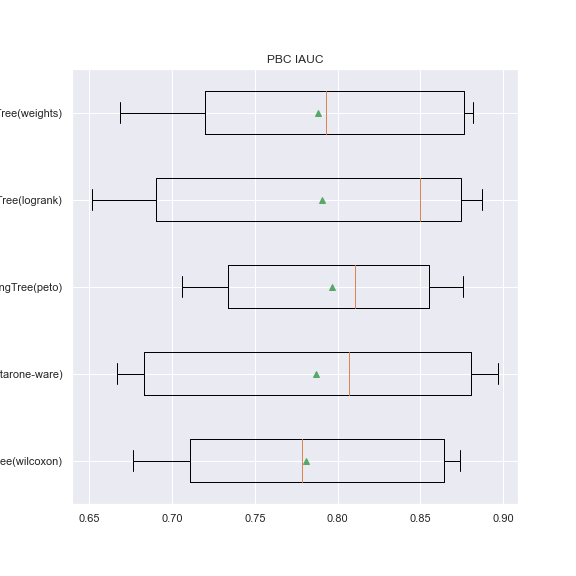 PBC IAUC
Tree(weights)
Tree(logrank)
ngTree(peto)
tarone-ware)
ee(wilcoxon)
0.65 0.70 0.75 0.80 0.85 0.90